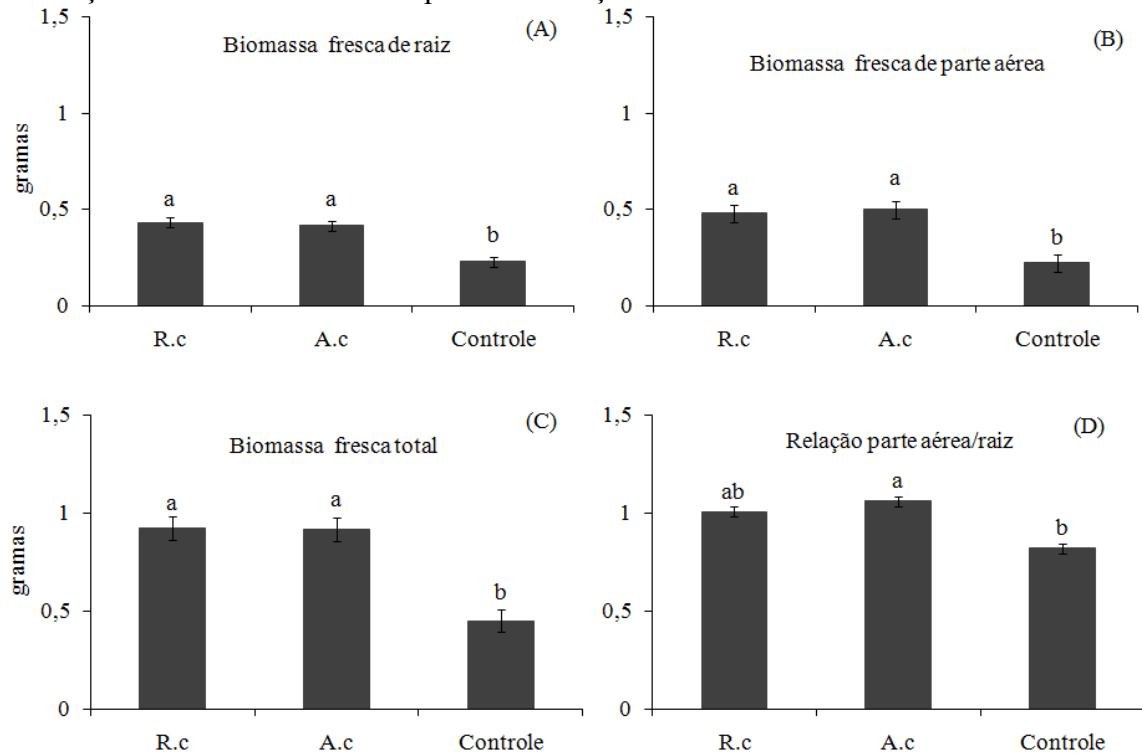 1,5
Biomassa fresca de raiz
(A)
1
gramas
0,5
a
a
b
0
R.c
A.c
Controle
1,5
(B)
Biomassa fresca de parte aérea
1
0,5
a
a
b
0
R.c
A.c
Controle
1,5
(C)
Biomassa fresca total
1
gramas
0,5
a
a
b
0
R.c
A.c
Controle
1,5
(D)
Relação parte aérea/raiz
1
0,5
ab
a
b
0
R.c
A.c
Controle